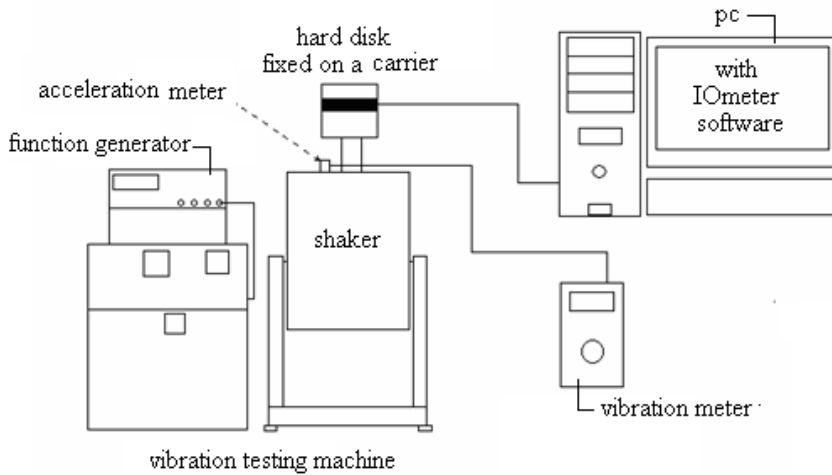 pc
hard disk
fixed on a carrier
with
IOmeter
software
acceleration meter
function generator
shaker
vibration meter
vibration testing machine